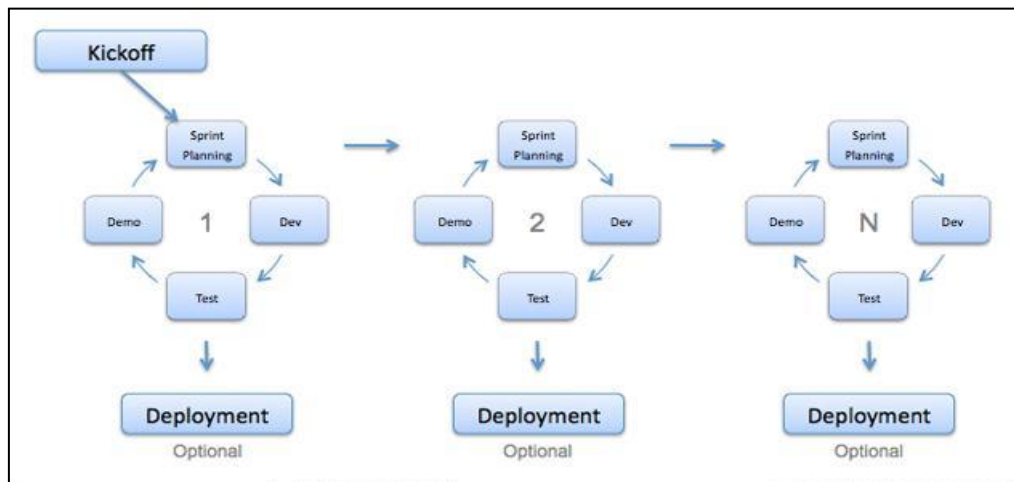 Kickoff
Sprint
Planning
Demo
1
Dev
Test
Deployment
Optional
Sprint
Planning
Demo
2
Dev
Test
Deployment
Optional
Sprint
Planning
Demo
N
Dev
Test
Deployment
Optional